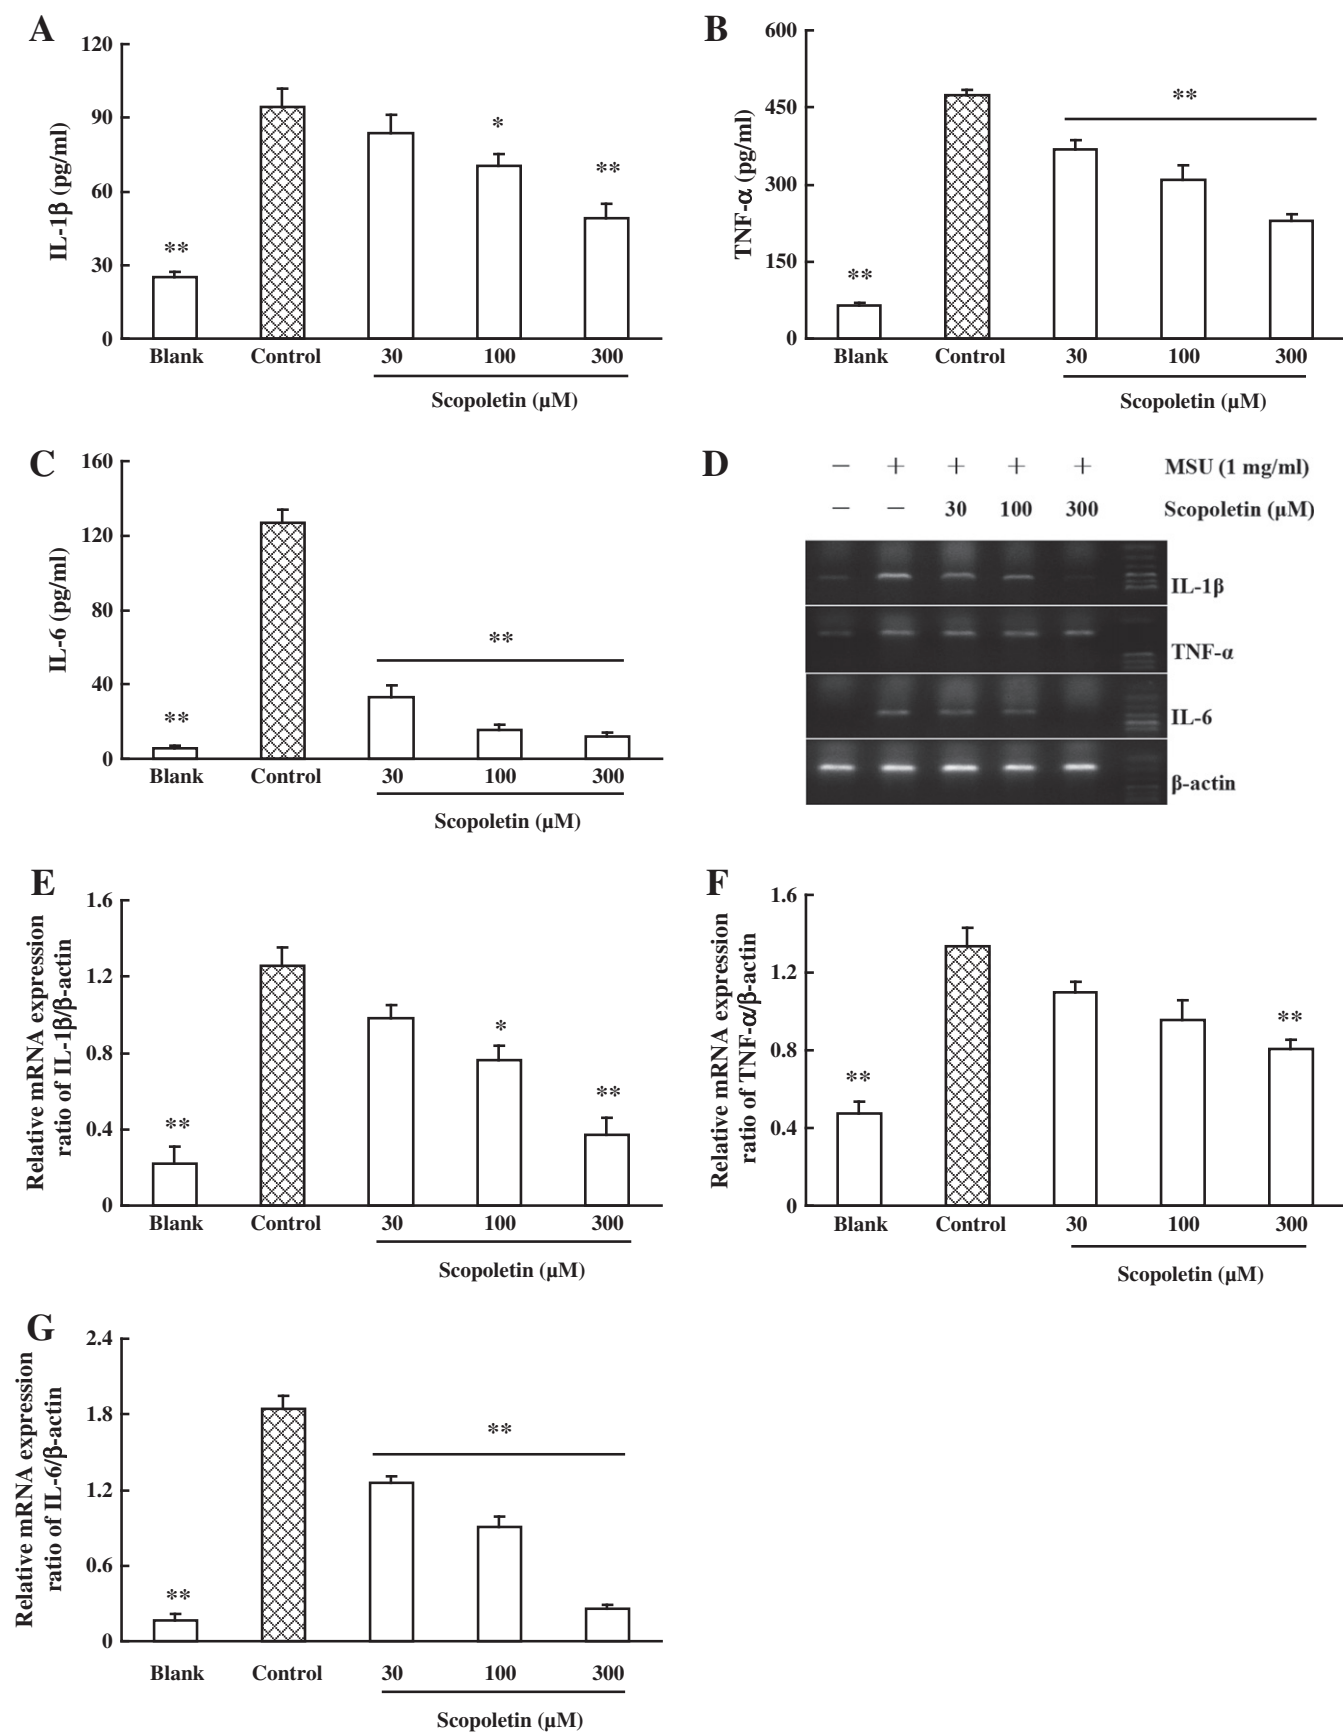 A
120
90
60
30
0
IL-1β (pg/ml)
**
*
**
Blank Control 30 100 300
Scopoletin (µM)
B
600
450
300
150
0
TNF-α (pg/ml)
**
**
Blank Control 30 100 300
Scopoletin (µM)
C
160
120
80
40
0
IL-6 (pg/ml)
**
**
Blank Control 30 100 300
Scopoletin (µM)
D
— + + + + MSU (1 mg/ml)
— — 30 100 300 Scopoletin (µM)
IL-1β
TNF-α
IL-6
β-actin
E
1.6
1.2
0.8
0.4
0
Relative mRNA expression
ratio of IL-1β/β-actin
**
*
**
Blank Control 30 100 300
Scopoletin (µM)
F
1.6
1.2
0.8
0.4
0
Relative mRNA expression
ratio of TNF-α/β-actin
**
**
Blank Control 30 100 300
Scopoletin (µM)
G
2.4
1.8
1.2
0.6
0
Relative mRNA expression
ratio of IL-6/β-actin
**
**
Blank Control 30 100 300
Scopoletin (µM)